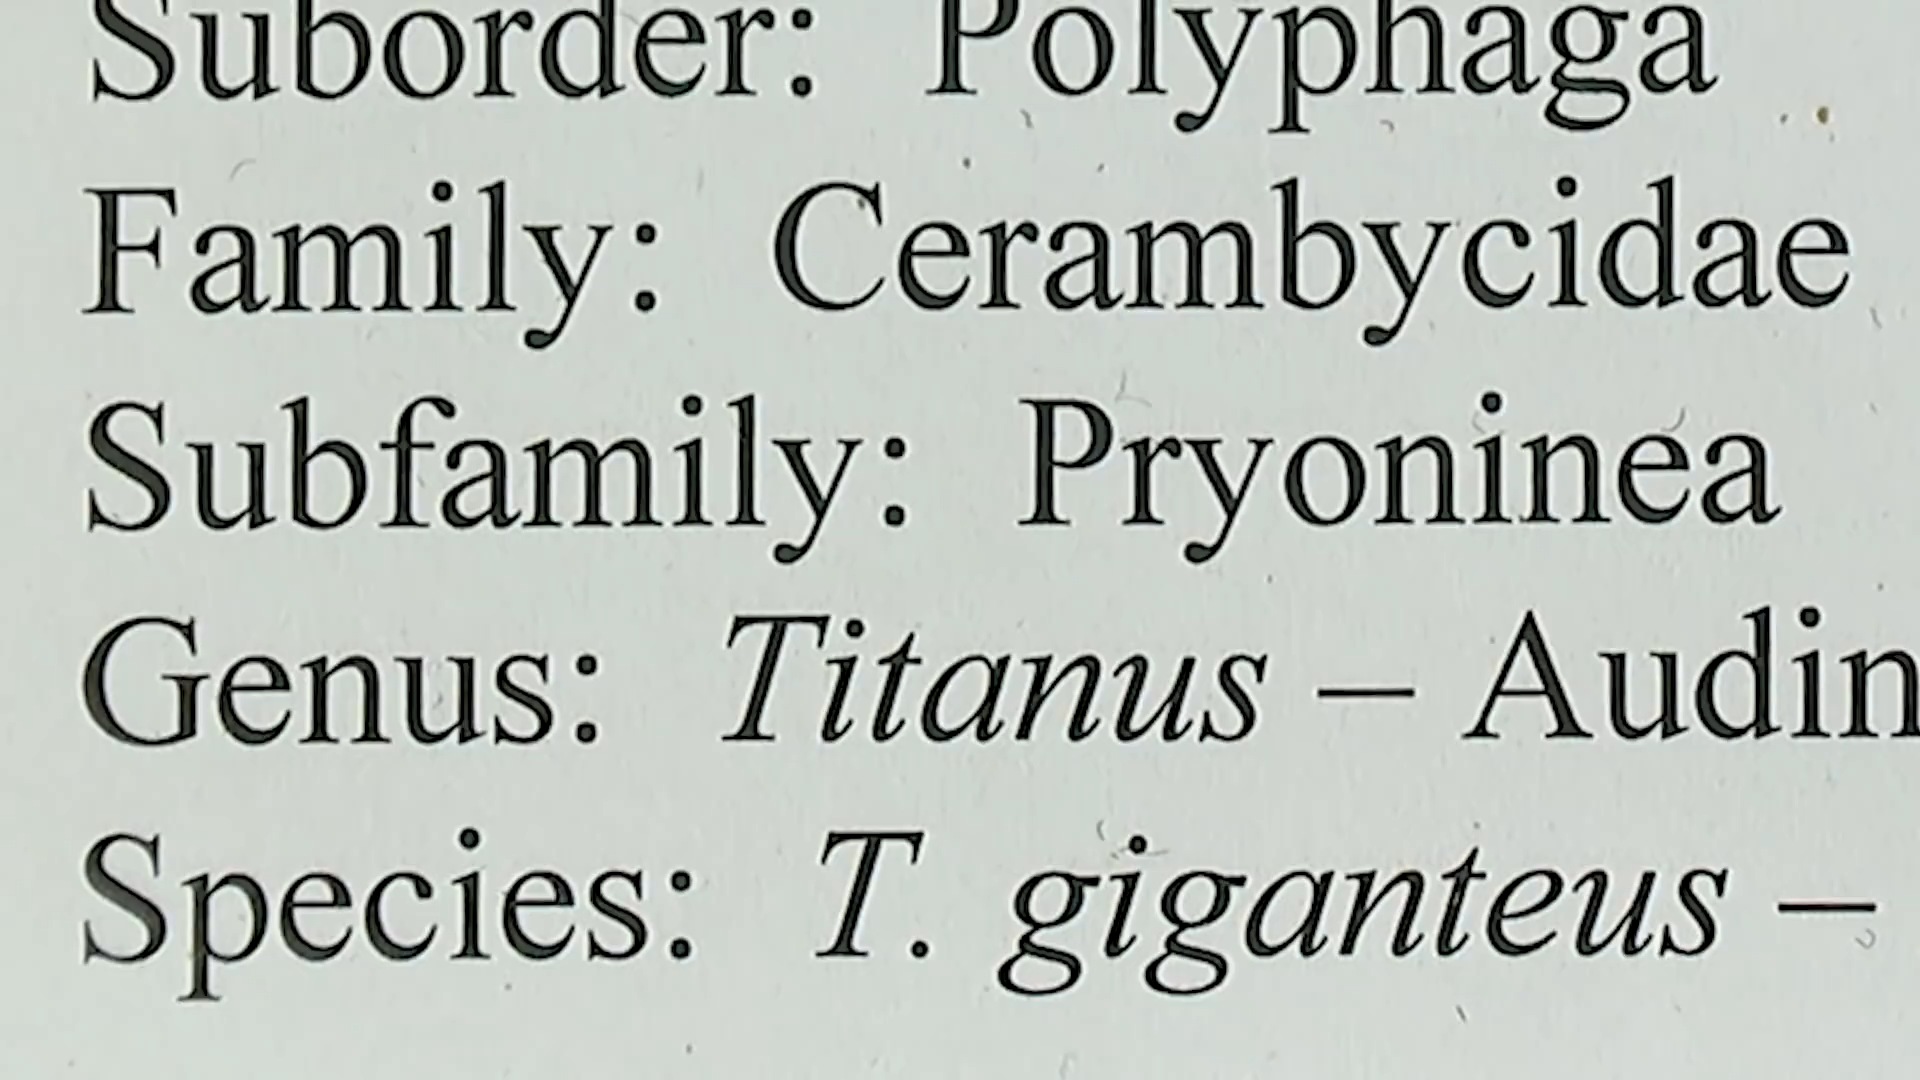 Suborder: Polyphaga
Family: Cerambycidae
Subfamily: Pryoninea
Genus: Titanus – Audin
Species: T. giganteus –